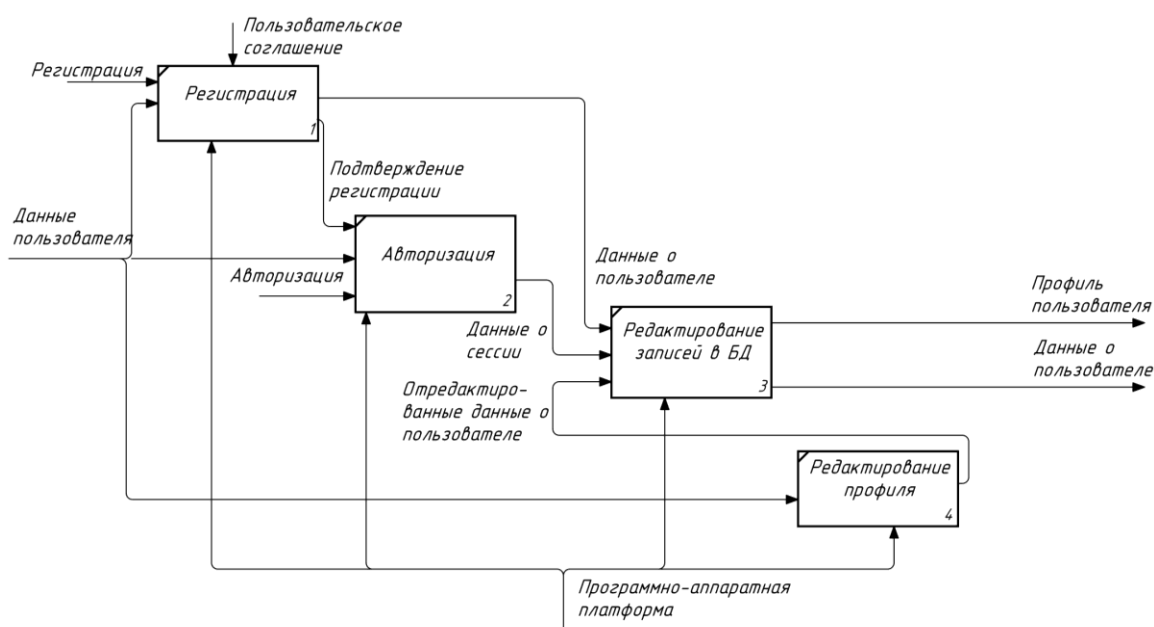 Пользовательское
соглашение
Регистрация
Регистрация
1
Подтверждение
регистрации
Данные
пользователя
Авторизация
Авторизация
2
Данные о
пользователе
Данные о
сессии
Редактирование
записей в БД
3
Профиль
пользователя
Данные о
пользователе
Отредактиро-
ванные данные о
пользователе
Редактирование
профиля
4
Программно-аппаратная
платформа